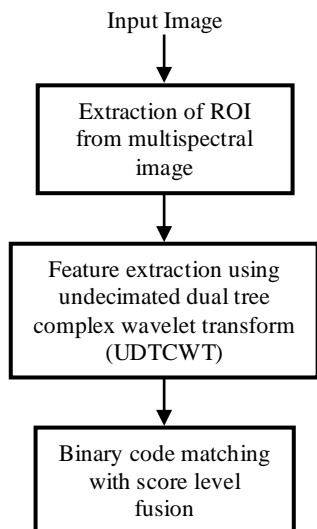 Input Image
Extraction of ROI
from multispectral
image
Feature extraction using
undecimated dual tree
complex wavelet transform
(UDTCWT)
Binary code matching
with score level
fusion